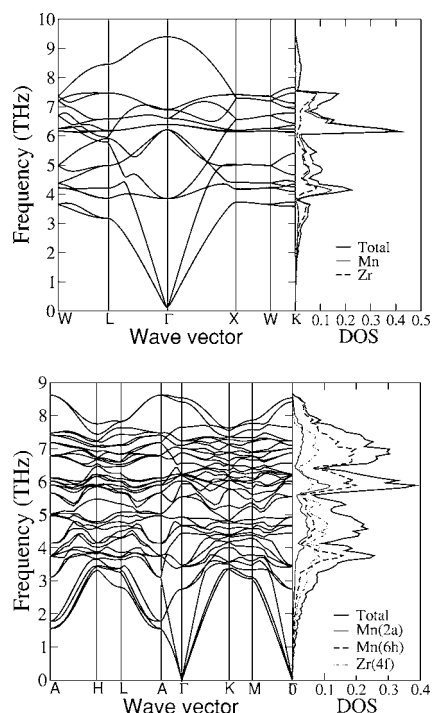 10
9
8
7
6
5
4
3
2
1
0
Frequency (THz)
W L Γ X W K 0.1 0.2 0.3 0.4 0.5
Wave vector DOS
Total
Mn
Zr
9
8
7
6
5
4
3
2
1
0
Frequency (THz)
A H L A Γ K M 0.1 0.2 0.3 0.4
Wave vector DOS
Total
Mn(2a)
Mn(6h)
Zr(4f)